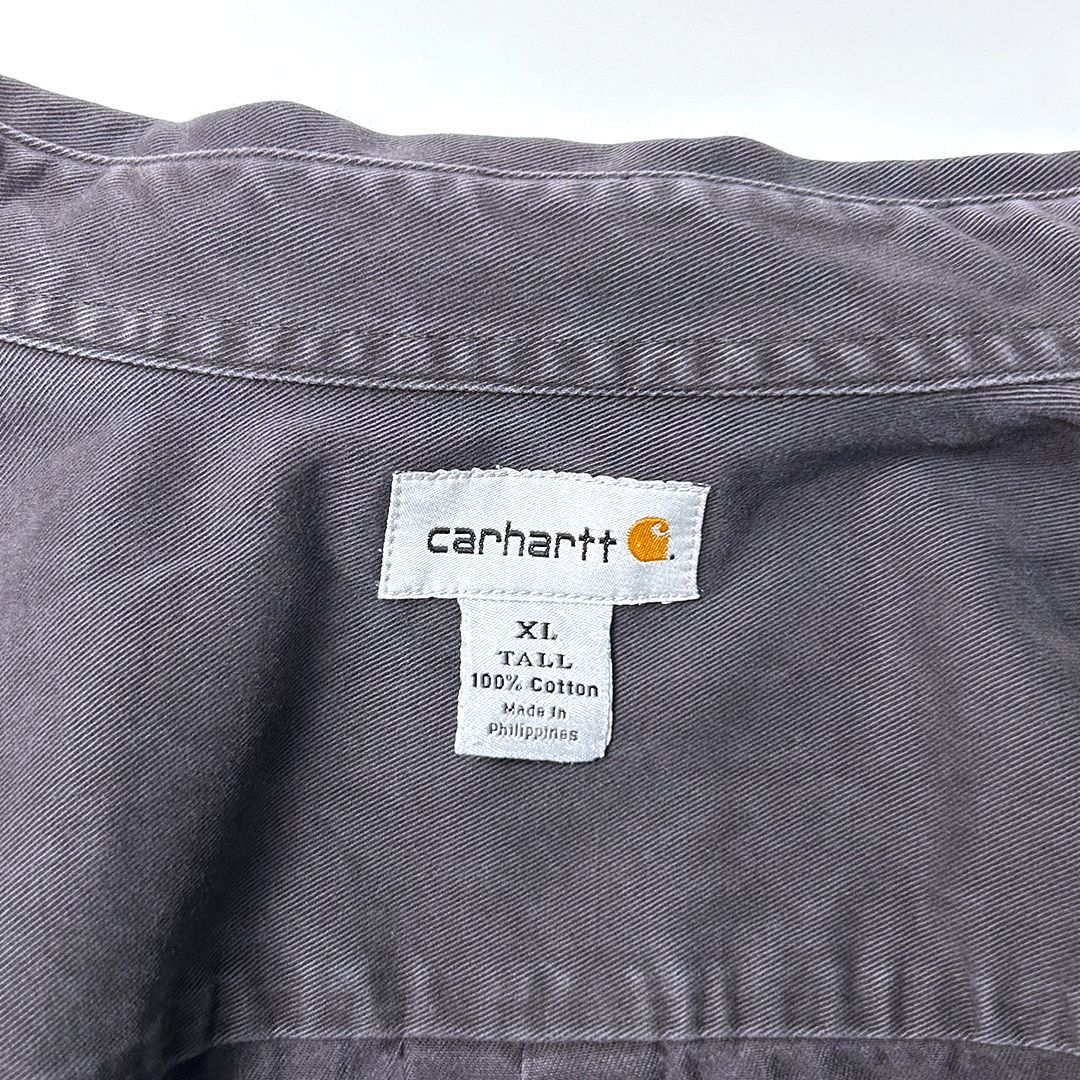 carhartt
XL
TALL
100% Cotton
Made in
Philippines